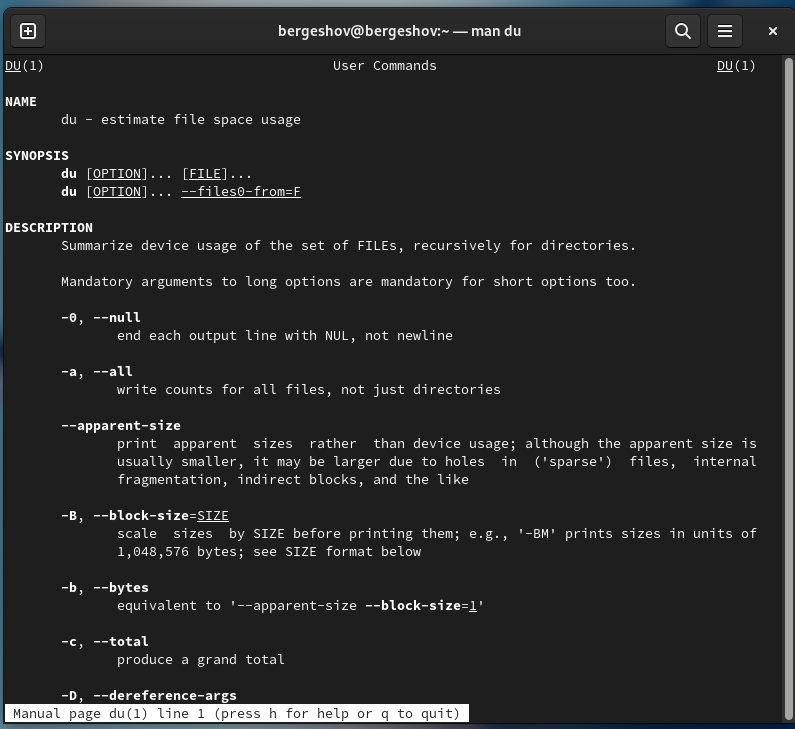 bergeshov@bergeshov:~ — man du
DU(1) User Commands DU(1)
NAME
du - estimate file space usage
SYNOPSIS
du [OPTION]... [FILE]...
du [OPTION]... --files0-from=F
DESCRIPTION
Summarize device usage of the set of FILEs, recursively for directories.
Mandatory arguments to long options are mandatory for short options too.
-0, --null
end each output line with NUL, not newline
-a, --all
write counts for all files, not just directories
--apparent-size
print apparent sizes rather than device usage; although the apparent size is
usually smaller, it may be larger due to holes in ('sparse') files, internal
fragmentation, indirect blocks, and the like
-B, --block-size=SIZE
scale sizes by SIZE before printing them; e.g., '-BM' prints sizes in units of
1,048,576 bytes; see SIZE format below
-b, --bytes
equivalent to '--apparent-size --block-size=1'
-c, --total
produce a grand total
-D, --dereference-args
Manual page du(1) line 1 (press h for help or q to quit)